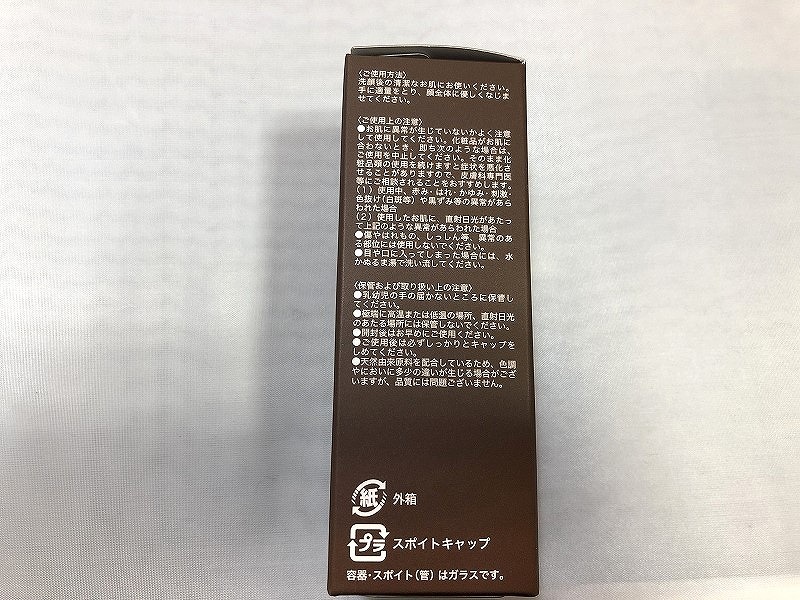 〈ご使用方法〉
洗顔後の清潔なお肌にお使いください。
手に適量をとり、顔全体に優しくなじま
せてください。
〈ご使用上の注意〉
●お肌に異常が生じていないかよく注意
して使用してください。化粧品がお肌に
合わないとき 即ち次のような場合は、
ご使用を中止してください。そのまま化
粧品類の使用を続けますと症状を悪化さ
せることがありますので、皮膚科専門医
等にご相談されることをおすすめします。
(1)使用中、赤み・はれ・かゆみ・刺激・
色抜け(白斑等)や黒ずみ等の異常があら
われた場合
(2)使用したお肌に、直射日光があたっ
て上記のような異常があらわれた場合
●傷やはれもの、しっしん等、異常のあ
る部位には使用しないでください。
●目や口に入ってしまった場合には、水
かぬるま湯で洗い流してください。
〈保管および取り扱い上の注意〉
●乳幼児の手の届かないところに保管し
てください。
●極端に高温または低温の場所、直射日光
のあたる場所には保管しないでください。
●開封後はお早めにご使用ください。
●ご使用後は必ずしっかりとキャップを
しめてください。
●天然由来原料を配合しているため、色調
やにおいに多少の違いが生じる場合がござ
いますが、品質には問題ございません。
紙 外箱
プラ スポイトキャップ
容器・スポイト(管)はガラスです。